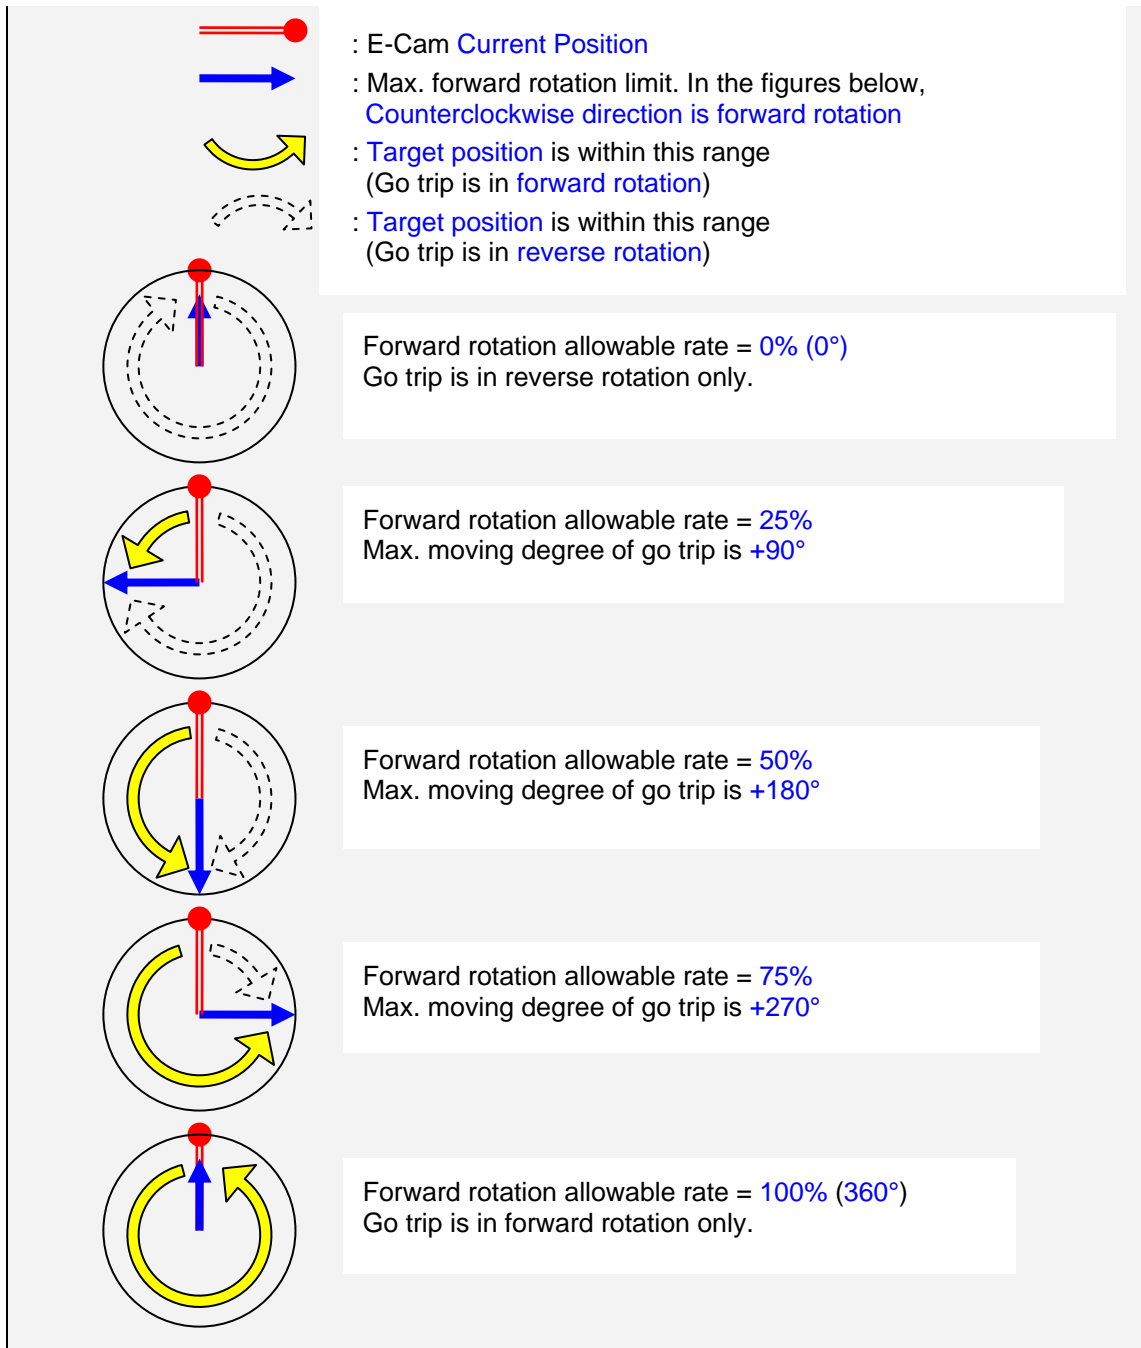 : E-Cam Current Position
: Max. forward rotation limit. In the figures below,
Counterclockwise direction is forward rotation
: Target position is within this range
(Go trip is in forward rotation)
: Target position is within this range
(Go trip is in reverse rotation)
Forward rotation allowable rate = 0% (0°)
Go trip is in reverse rotation only.
Forward rotation allowable rate = 25%
Max. moving degree of go trip is +90°
Forward rotation allowable rate = 50%
Max. moving degree of go trip is +180°
Forward rotation allowable rate = 75%
Max. moving degree of go trip is +270°
Forward rotation allowable rate = 100% (360°)
Go trip is in forward rotation only.